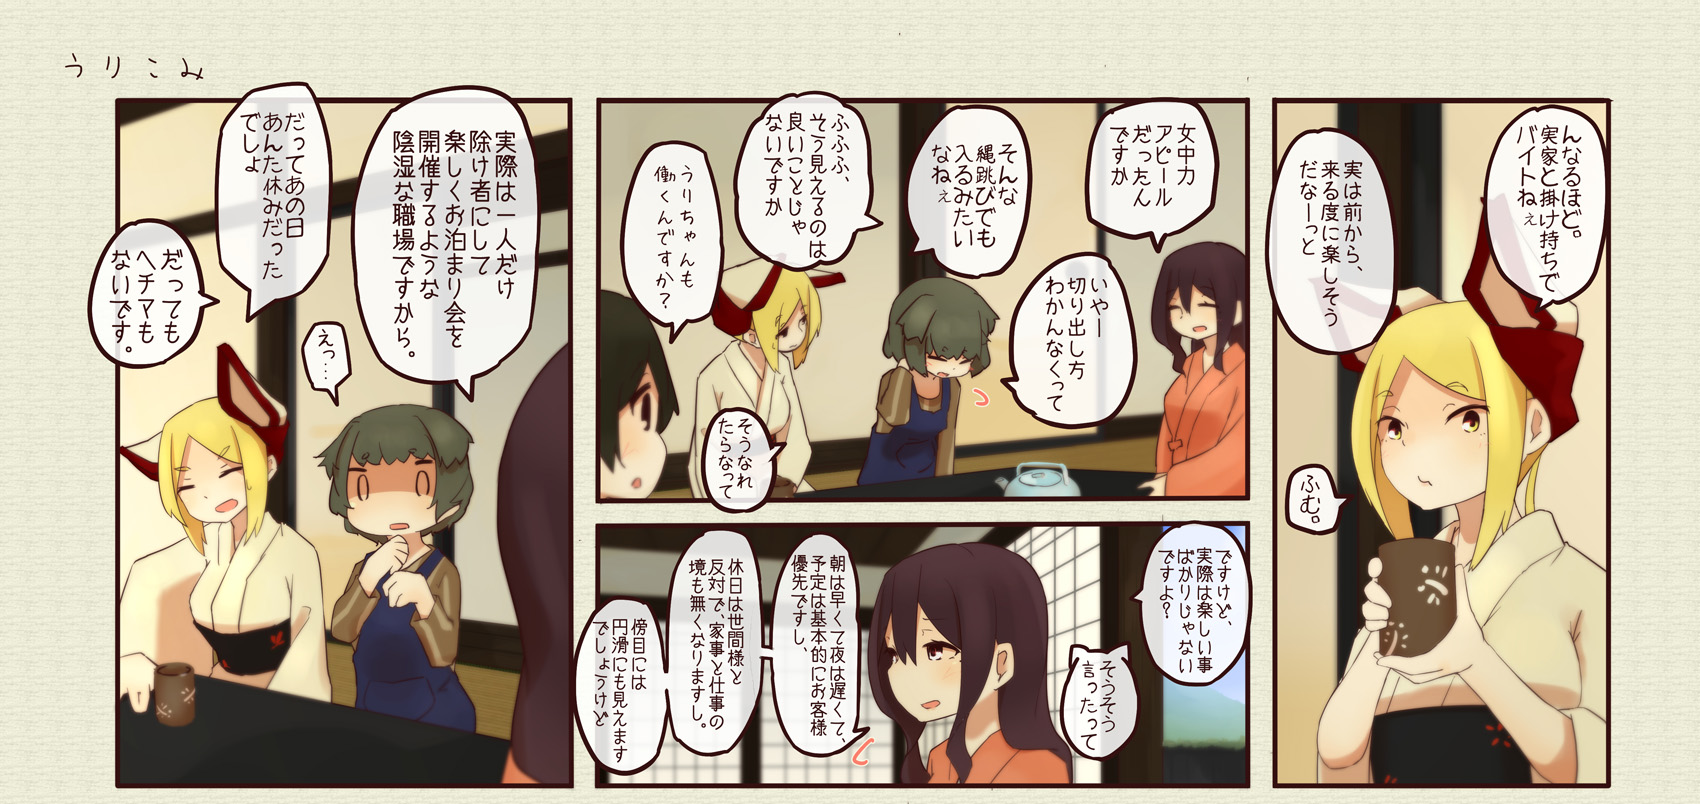 うりこみ
んなるほど。
実家と掛け持ちで
バイトねぇ
実は前から、
来る度に楽しそう
だなーっと
ふむ。
女中力
アピール
だったん
ですか
そんな
縄跳びでも
入るみたい
なねぇ
いやー
切り出し方
わかんなくって
ふふふ、
そう見えるのは
良いことじゃ
ないですか
うりちゃんも
働くんですか?
そうなれ
たらなって
ですけど、
実際は楽しい事
ばかりじゃない
ですよ?
そうそう
言ったって
朝は早くて夜は遅くて、
予定は基本的にお客様
優先ですし、
休日は世間様と
反対で、家事と仕事の
境も無くなりますし。
傍目には
円滑にも見えます
でしょうけど
実際は一人だけ
除け者にして
楽しくお泊まり会を
開催するような
陰湿な職場ですから。
えっ…
だってあの日
あんた休みだった
でしょ
だっても
ヘチマも
ないです。